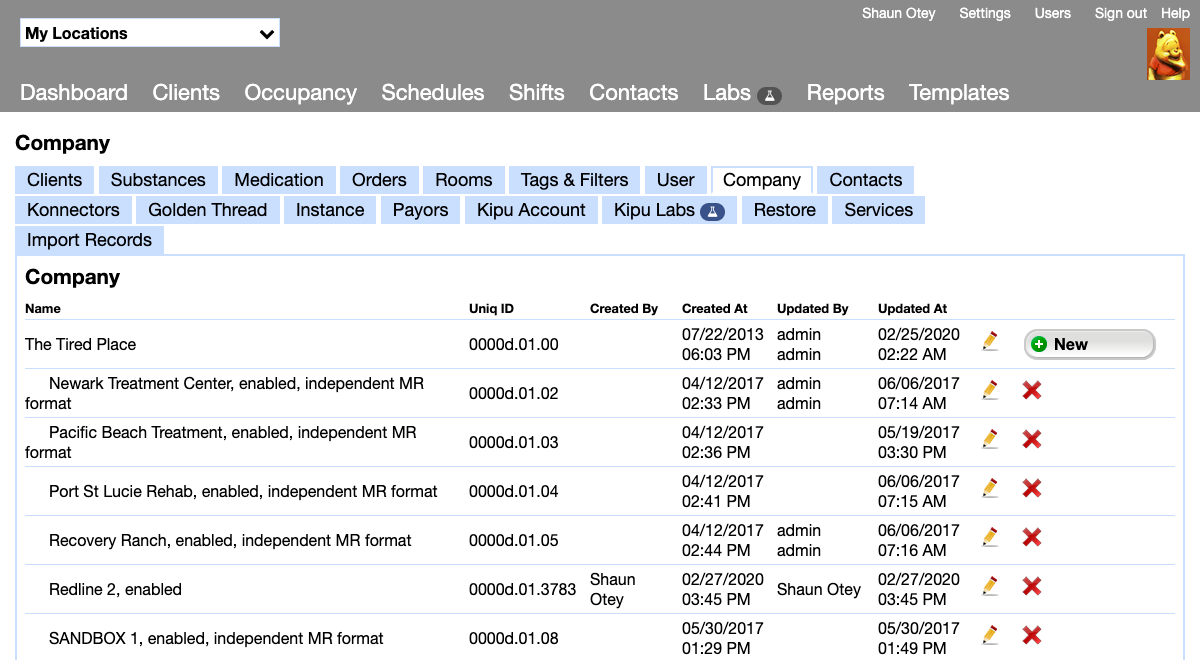 Shaun Otey Settings Users Sign out Help
My Locations
Dashboard Clients Occupancy Schedules Shifts Contacts Labs Reports Templates
Company
Clients Substances Medication Orders Rooms Tags & Filters User Company Contacts
Konnectors Golden Thread Instance Payors Kipu Account Kipu Labs Restore Services
Import Records
Company
Name Uniq ID Created By Created At Updated By Updated At
The Tired Place 0000d.01.00 07/22/2013 admin 02/25/2020 New
06:03 PM admin 02:22 AM
Newark Treatment Center, enabled, independent MR 0000d.01.02 04/12/2017 admin 06/06/2017
format 02:33 PM admin 07:14 AM
Pacific Beach Treatment, enabled, independent MR 0000d.01.03 04/12/2017 05/19/2017
format 02:36 PM 03:30 PM
Port St Lucie Rehab, enabled, independent MR format 0000d.01.04 04/12/2017 06/06/2017
02:41 PM 07:15 AM
Recovery Ranch, enabled, independent MR format 0000d.01.05 04/12/2017 admin 06/06/2017
02:44 PM admin 07:16 AM
Redline 2, enabled 0000d.01.3783 Shaun 02/27/2020 Shaun Otey 02/27/2020
Otey 03:45 PM 03:45 PM
SANDBOX 1, enabled, independent MR format 0000d.01.08 05/30/2017 05/30/2017
01:29 PM 01:49 PM